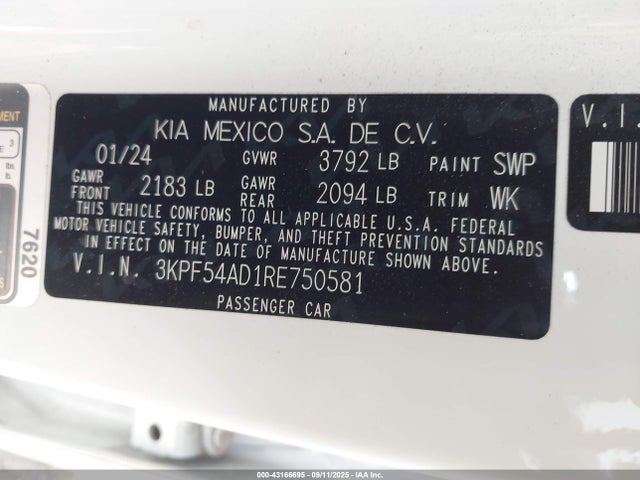 MANUFACTURED BY
KIA MEXICO S.A. DE C.V.
01/24 GVWR 3792 LB PAINT SWP
GAWR FRONT 2183 LB GAWR REAR 2094 LB TRIM WK
THIS VEHICLE CONFORMS TO ALL APPLICABLE U.S.A. FEDERAL
MOTOR VEHICLE SAFETY, BUMPER, AND THEFT PREVENTION STANDARDS
IN EFFECT ON THE DATE OF MANUFACTURE SHOWN ABOVE.
V.I.N. 3KPF54AD1RE750581
PASSENGER CAR
7620
V.I.
000-43166695 - 09/11/2025 - IAAI, Inc.